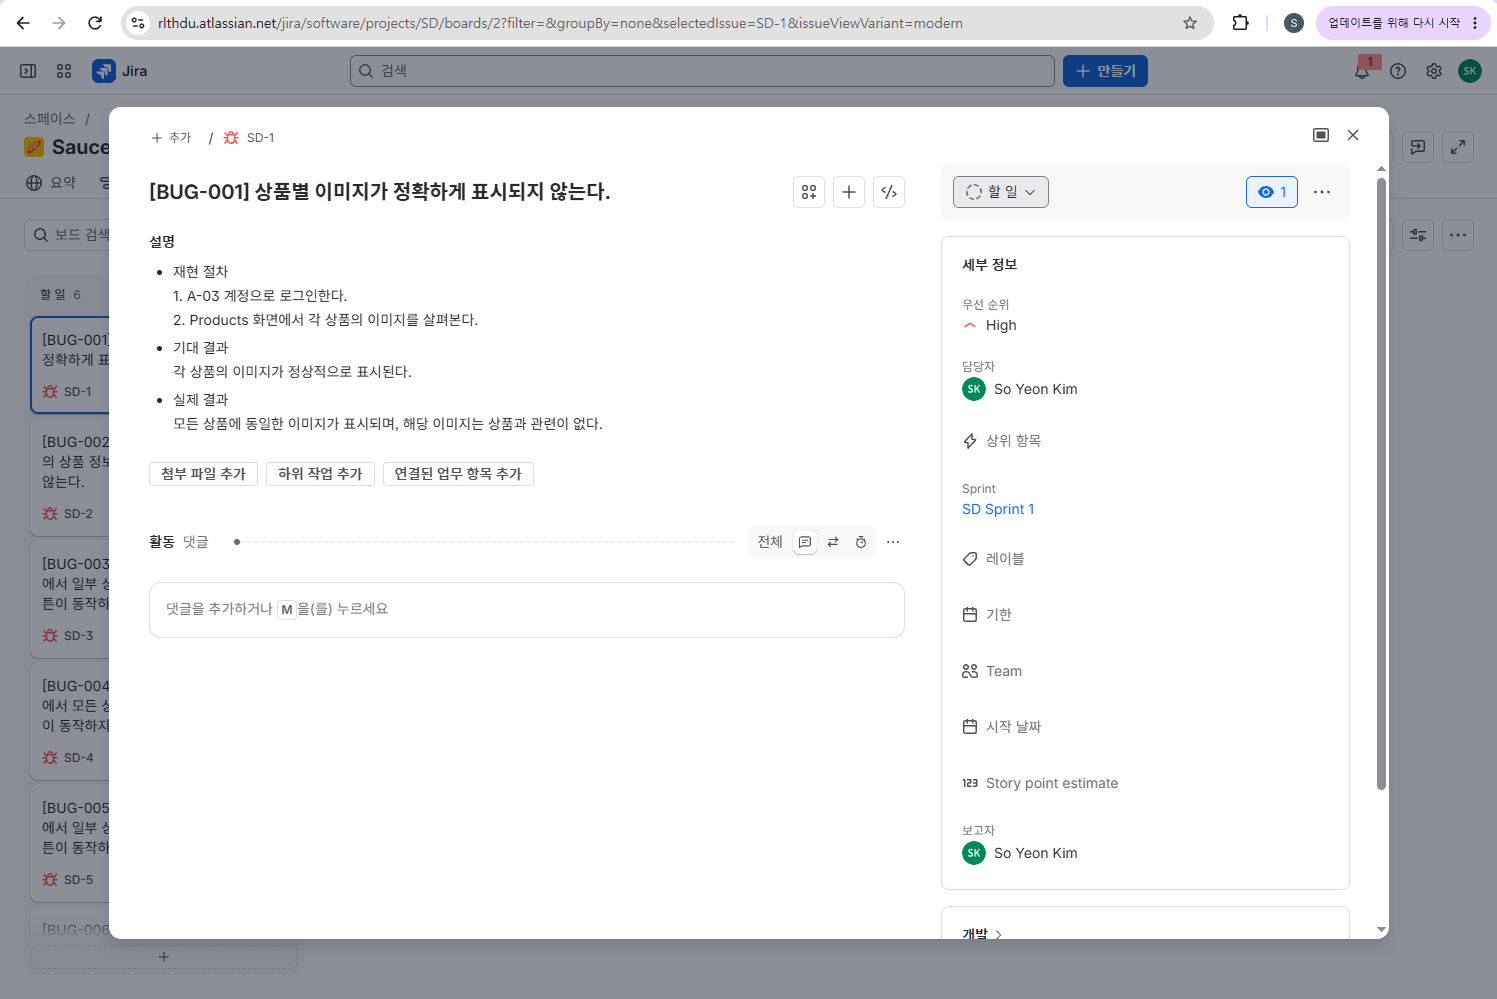 rlthdu.atlassian.net/jira/software/projects/SD/boards/2?filter=&groupBy=none&selectedIssue=SD-1&issueViewVariant=modern
S
업데이트를 위해 다시 시작
Jira
검색
만들기
1
SK
스페이스 /
Sauce
요약
보드 검색
할 일 6
[BUG-001]
정확하게 표
SD-1
[BUG-002
의 상품 정보
않는다.
SD-2
[BUG-003
에서 일부 상
튼이 동작하
SD-3
[BUG-004
에서 모든 상
이 동작하지
SD-4
[BUG-005
에서 일부 상
튼이 동작하
SD-5
[BUG-006
추가 / SD-1
[BUG-001] 상품별 이미지가 정확하게 표시되지 않는다.
설명
• 재현 절차
1. A-03 계정으로 로그인한다.
2. Products 화면에서 각 상품의 이미지를 살펴본다.
• 기대 결과
각 상품의 이미지가 정상적으로 표시된다.
• 실제 결과
모든 상품에 동일한 이미지가 표시되며, 해당 이미지는 상품과 관련이 없다.
첨부 파일 추가 하위 작업 추가 연결된 업무 항목 추가
활동 댓글 전체
댓글을 추가하거나 M 을(를) 누르세요
할 일
1
세부 정보
우선 순위
High
담당자
SK So Yeon Kim
상위 항목
Sprint
SD Sprint 1
레이블
기한
Team
시작 날짜
123 Story point estimate
보고자
SK So Yeon Kim
개발